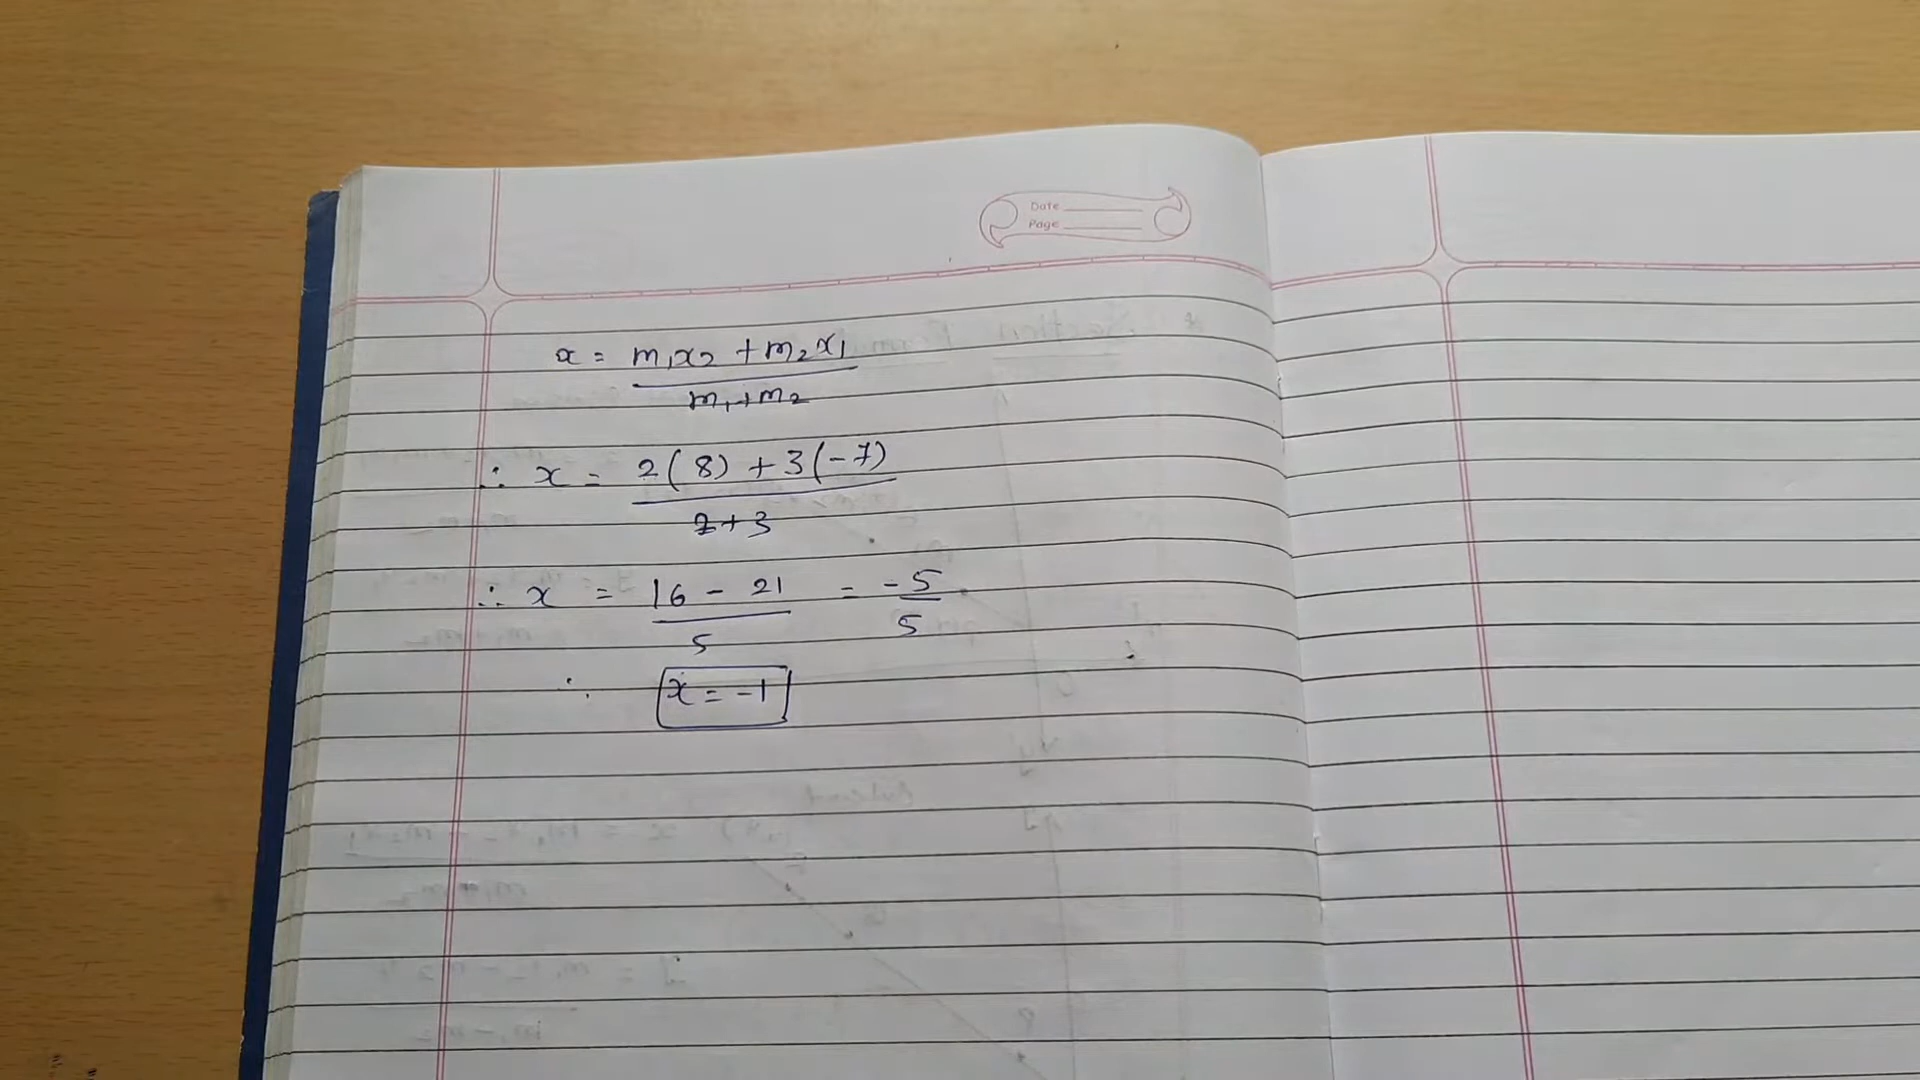 Date
Page
x = m₁x₂ + m₂x₁
m₁ + m₂
∴ x = 2(8) + 3(-7)
2+3
∴ x = 16 - 21 = -5
5 5
∴ x = -1